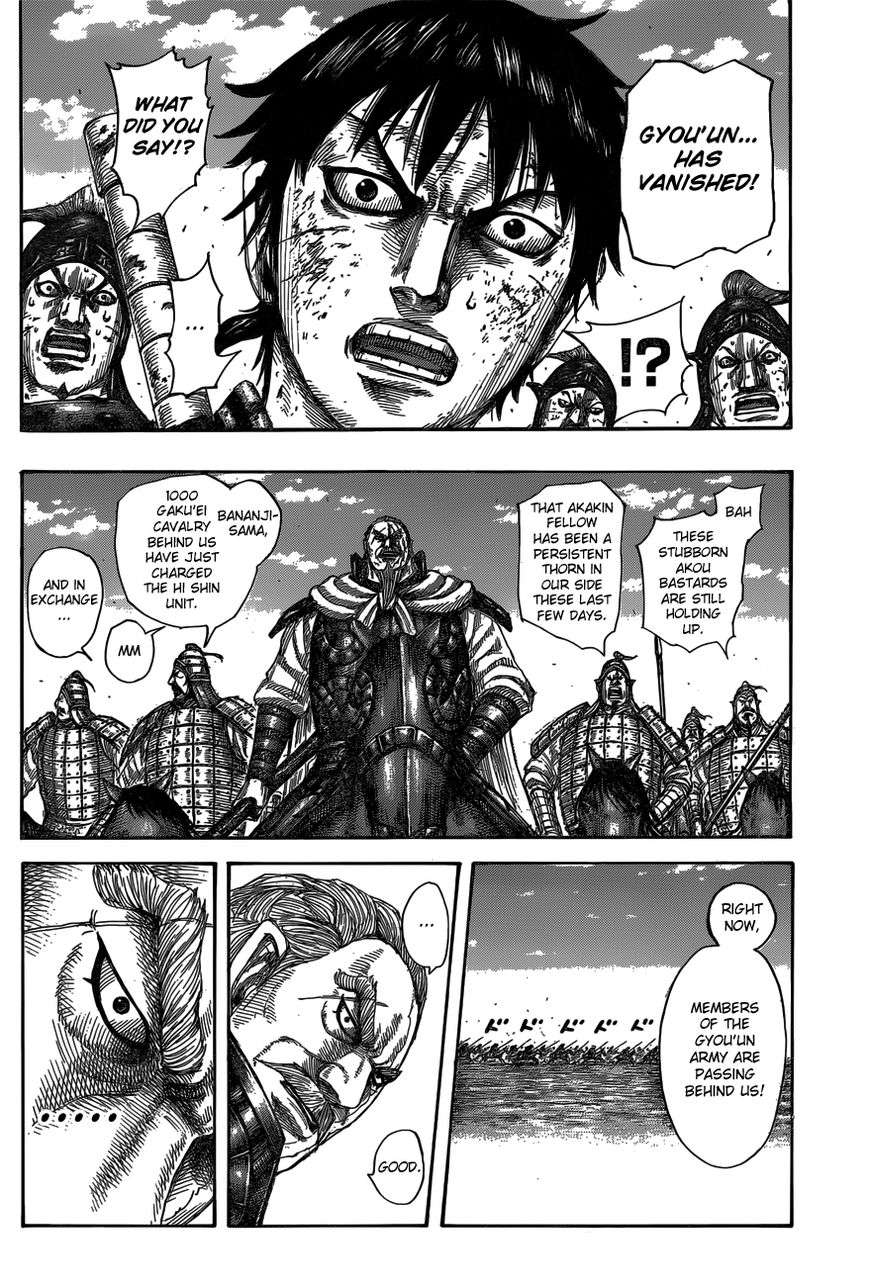 GYOU'UN...
HAS
VANISHED!
WHAT
DID YOU
SAY!?
!?
...
BAH
THESE
STUBBORN
AKOU
BASTARDS
ARE STILL
HOLDING
UP.
THAT AKAKIN
FELLOW
HAS BEEN A
PERSISTENT
THORN IN
OUR SIDE
THESE LAST
FEW DAYS.
BANANJI-
SAMA,
1000
GAKU'EI
CAVALRY
BEHIND US
HAVE JUST
CHARGED
THE HI SHIN
UNIT.
MM
AND IN
EXCHANGE
...
RIGHT
NOW,
MEMBERS
OF THE
GYOU'UN
ARMY ARE
PASSING
BEHIND US!
ド ド ド ド ド
...
GOOD.
.....